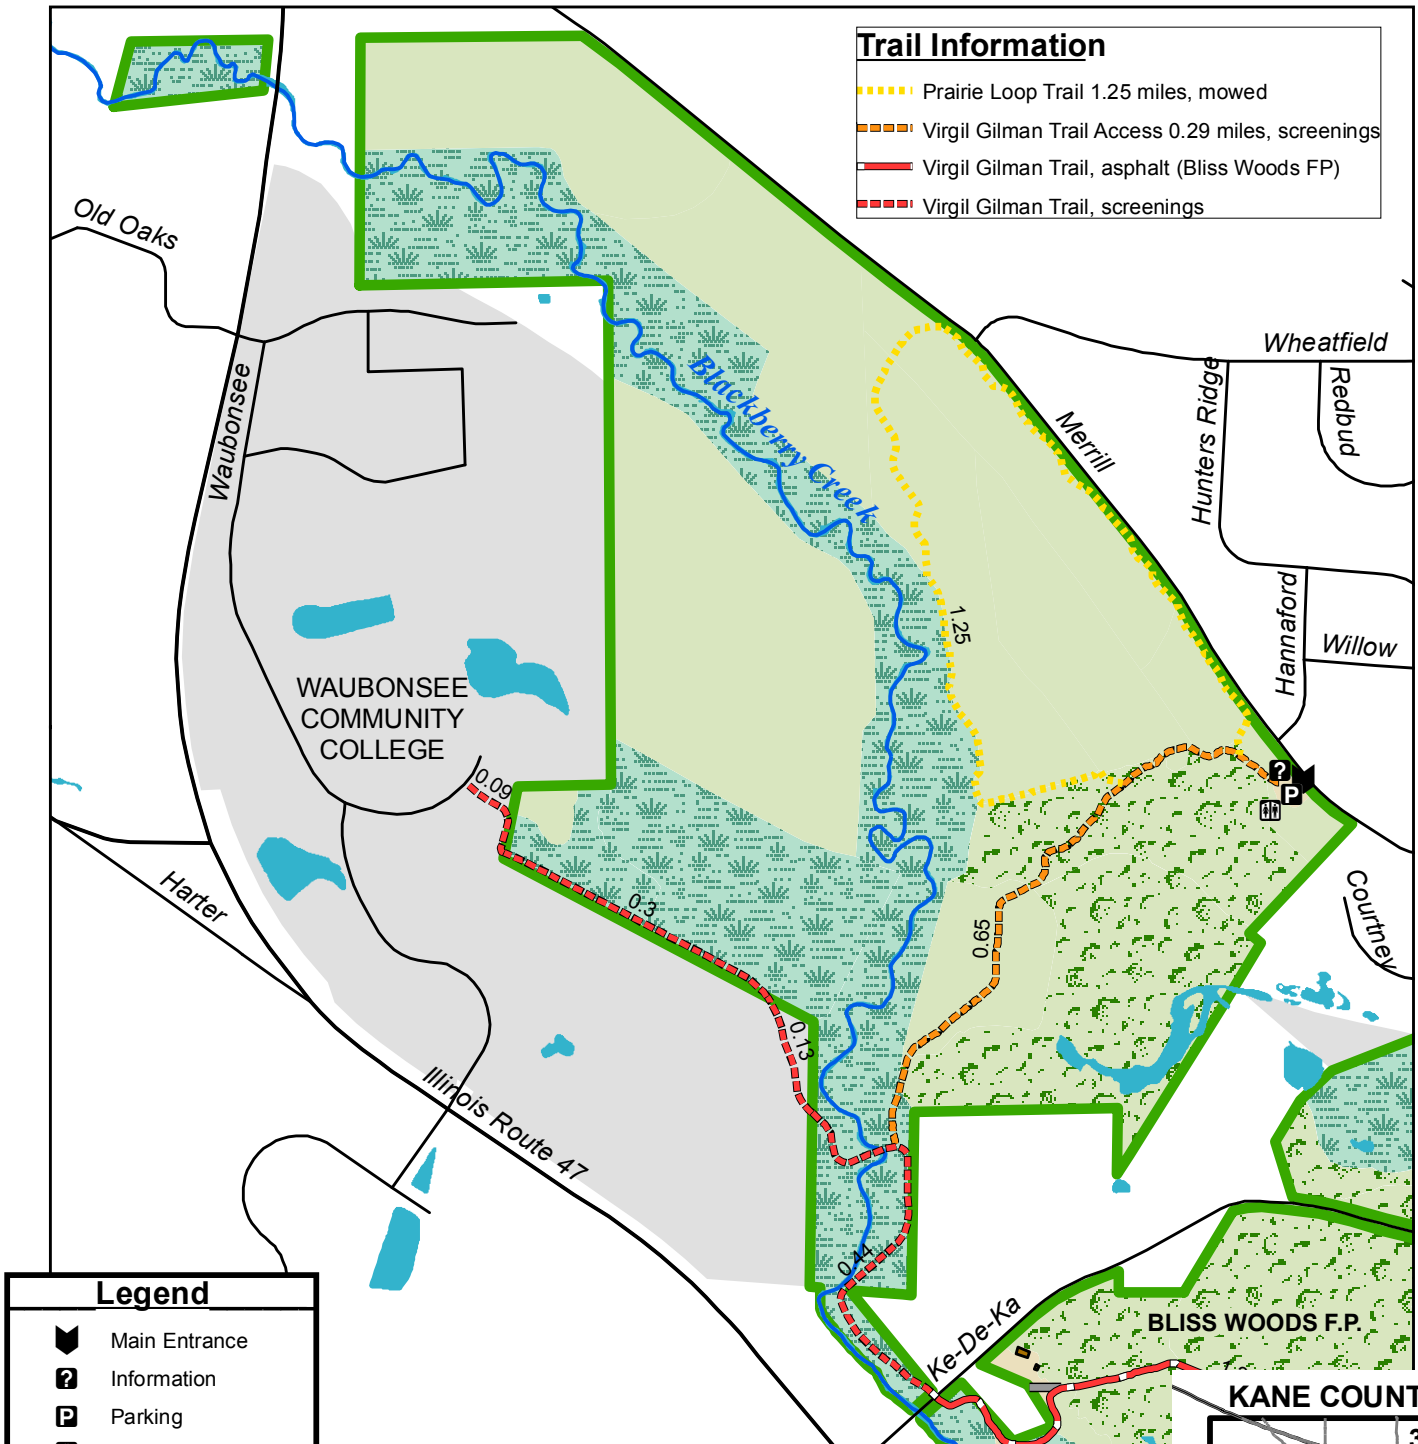 Trail Information
Prairie Loop Trail 1.25 miles, mowed
Virgil Gilman Trail Access 0.29 miles, screenings
Virgil Gilman Trail, asphalt (Bliss Woods FP)
Virgil Gilman Trail, screenings
Old Oaks
Waubonsee
Wheatfield
Hunters Ridge
Redbud
Merrill
Blackberry Creek
Hannaford
Willow
1.25
WAUBONSEE
COMMUNITY
COLLEGE
0.09
?
P
Harter
0.3
0.65
Courtney
0.13
Illinois Route 47
0.44
Ke-De-Ka
BLISS WOODS F.P.
Legend
Main Entrance
? Information
P Parking
KANE COUNT